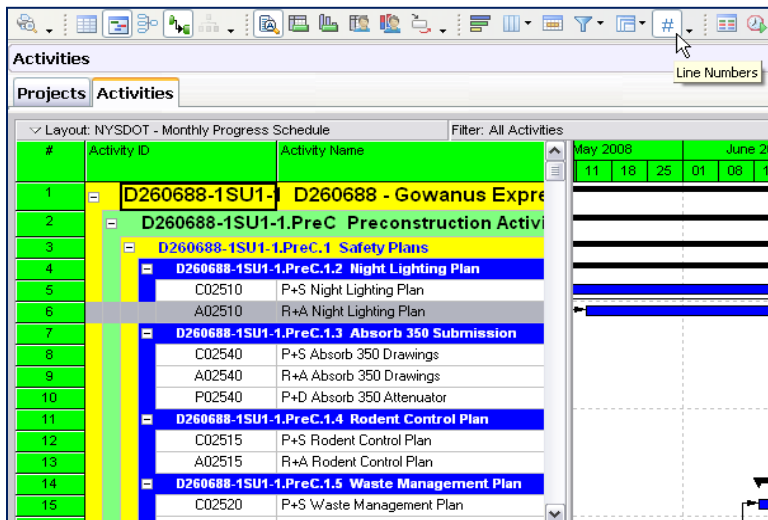 #
Line Numbers
Activities
Projects Activities
Layout: NYSDOT - Monthly Progress Schedule Filter: All Activities
# Activity ID Activity Name May 2008 June 2
11 18 25 01 08 1
1 D260688-1SU1-1 D260688 - Gowanus Expre
2 D260688-1SU1-1.PreC Preconstruction Activi
3 D260688-1SU1-1.PreC.1 Safety Plans
4 D260688-1SU1-1.PreC.1.2 Night Lighting Plan
5 C02510 P+S Night Lighting Plan
6 A02510 R+A Night Lighting Plan
7 D260688-1SU1-1.PreC.1.3 Absorb 350 Submission
8 C02540 P+S Absorb 350 Drawings
9 A02540 R+A Absorb 350 Drawings
10 P02540 P+D Absorb 350 Attenuator
11 D260688-1SU1-1.PreC.1.4 Rodent Control Plan
12 C02515 P+S Rodent Control Plan
13 A02515 R+A Rodent Control Plan
14 D260688-1SU1-1.PreC.1.5 Waste Management Plan
15 C02520 P+S Waste Management Plan